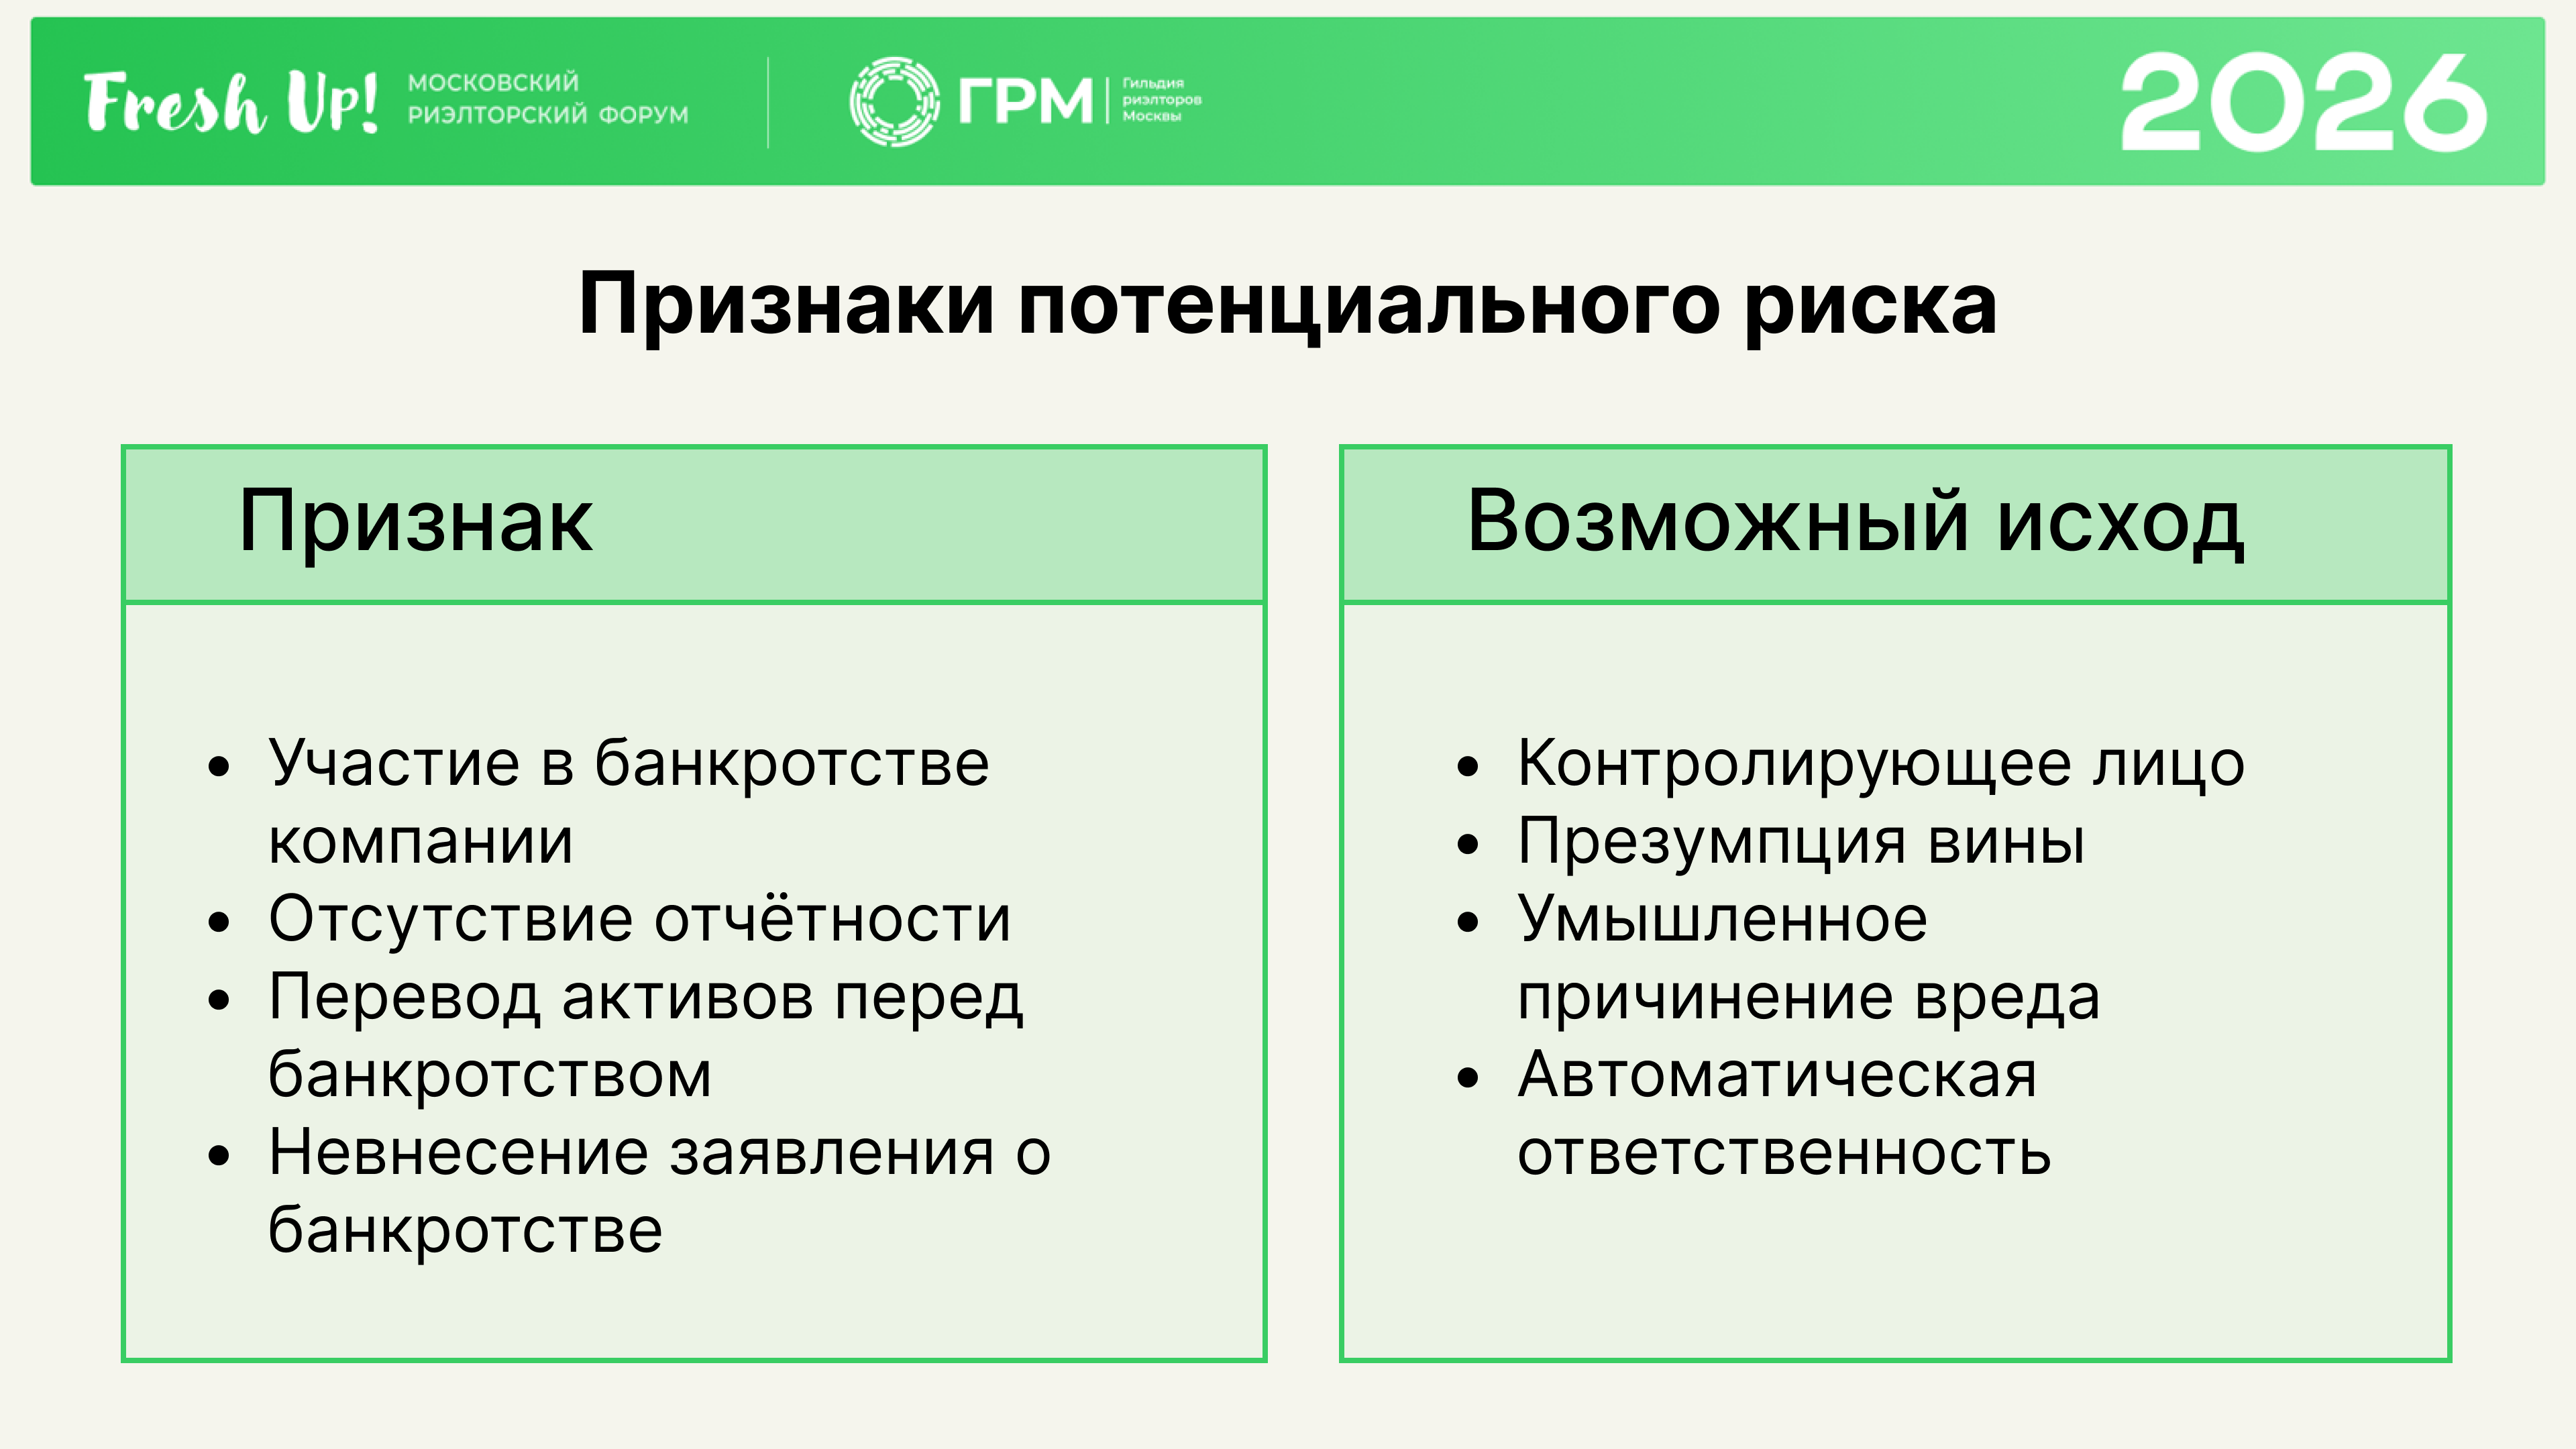 Fresh Up!
МОСКОВСКИЙ
РИЭЛТОРСКИЙ ФОРУМ
ГРМ
Гильдия
риэлторов
Москвы
2026
Признаки потенциального риска
Признак
• Участие в банкротстве
компании
• Отсутствие отчётности
• Перевод активов перед
банкротством
• Невнесение заявления о
банкротстве
Возможный исход
• Контролирующее лицо
• Презумпция вины
• Умышленное
причинение вреда
• Автоматическая
ответственность